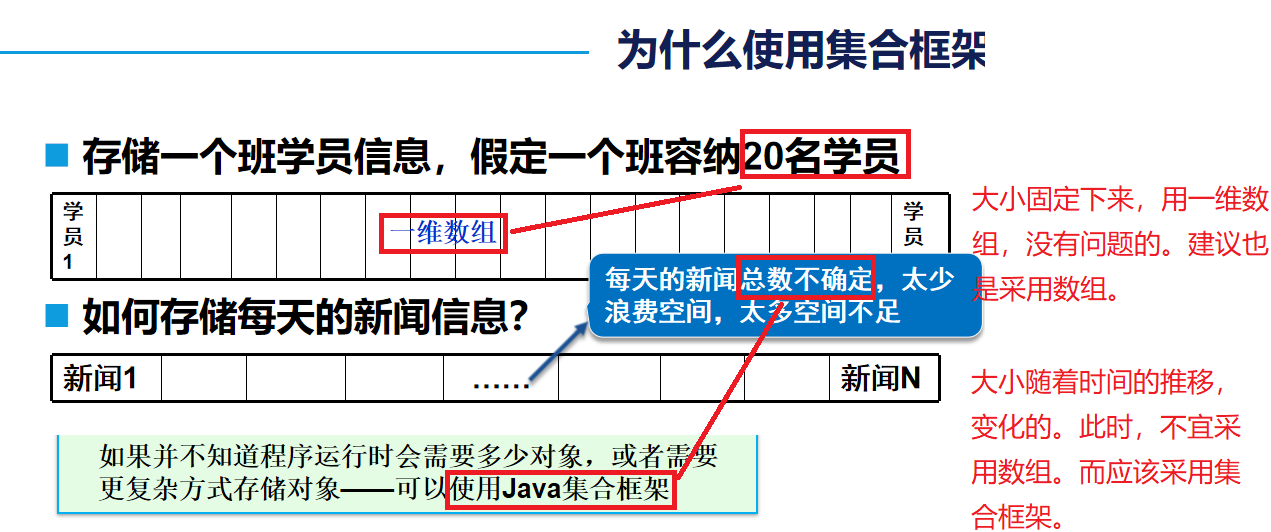 为什么使用集合框架
存储一个班学员信息，假定一个班容纳20名学员
学员1
一维数组
学员
大小固定下来，用一维数
组，没有问题的。建议也
是采用数组。
每天的新闻总数不确定，太少
浪费空间，太多空间不足
如何存储每天的新闻信息？
新闻1
……
新闻N
大小随着时间的推移，
变化的。此时，不宜采
用数组。而应该采用集
合框架。
如果并不知道程序运行时会需要多少对象，或者需要
更复杂方式存储对象——可以使用Java集合框架